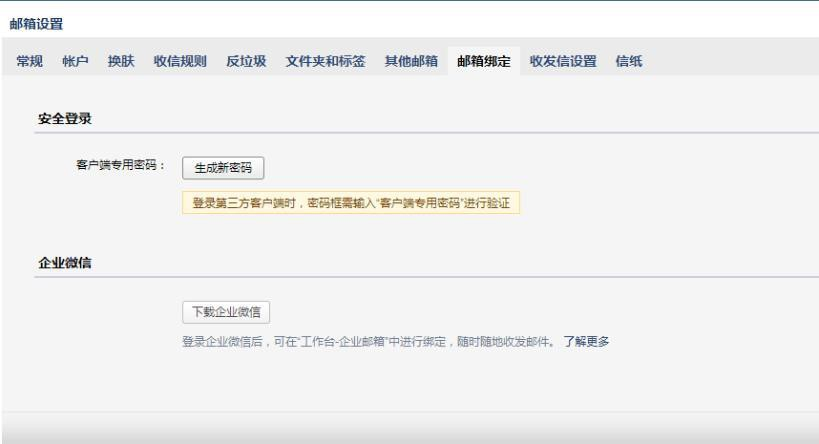 邮箱设置
常规 帐户 换肤 收信规则 反垃圾 文件夹和标签 其他邮箱 邮箱绑定 收发信设置 信纸
安全登录
客户端专用密码： 生成新密码
登录第三方客户端时，密码框需输入“客户端专用密码”进行验证
企业微信
下载企业微信
登录企业微信后，可在“工作台-企业邮箱”中进行绑定，随时随地收发邮件。 了解更多